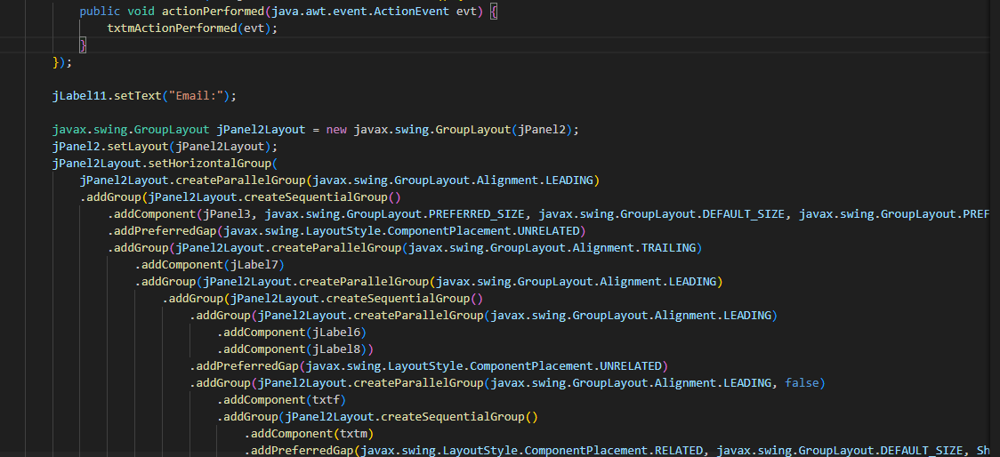 public void actionPerformed(java.awt.event.ActionEvent evt) {
txtmActionPerformed(evt);
}
});
jLabel11.setText("Email:");
javax.swing.GroupLayout jPanel2Layout = new javax.swing.GroupLayout(jPanel2);
jPanel2.setLayout(jPanel2Layout);
jPanel2Layout.setHorizontalGroup(
jPanel2Layout.createParallelGroup(javax.swing.GroupLayout.Alignment.LEADING)
.addGroup(jPanel2Layout.createSequentialGroup()
.addComponent(jPanel3, javax.swing.GroupLayout.PREFERRED_SIZE, javax.swing.GroupLayout.DEFAULT_SIZE, javax.swing.GroupLayout.PREF
.addPreferredGap(javax.swing.LayoutStyle.ComponentPlacement.UNRELATED)
.addGroup(jPanel2Layout.createParallelGroup(javax.swing.GroupLayout.Alignment.TRAILING)
.addComponent(jLabel7)
.addGroup(jPanel2Layout.createParallelGroup(javax.swing.GroupLayout.Alignment.LEADING)
.addGroup(jPanel2Layout.createSequentialGroup()
.addGroup(jPanel2Layout.createParallelGroup(javax.swing.GroupLayout.Alignment.LEADING)
.addComponent(jLabel6)
.addComponent(jLabel8))
.addPreferredGap(javax.swing.LayoutStyle.ComponentPlacement.UNRELATED)
.addGroup(jPanel2Layout.createParallelGroup(javax.swing.GroupLayout.Alignment.LEADING, false)
.addComponent(txtf)
.addGroup(jPanel2Layout.createSequentialGroup()
.addComponent(txtm)
.addPreferredGap(javax.swing.LayoutStyle.ComponentPlacement.RELATED, javax.swing.GroupLayout.DEFAULT_SIZE, Sh